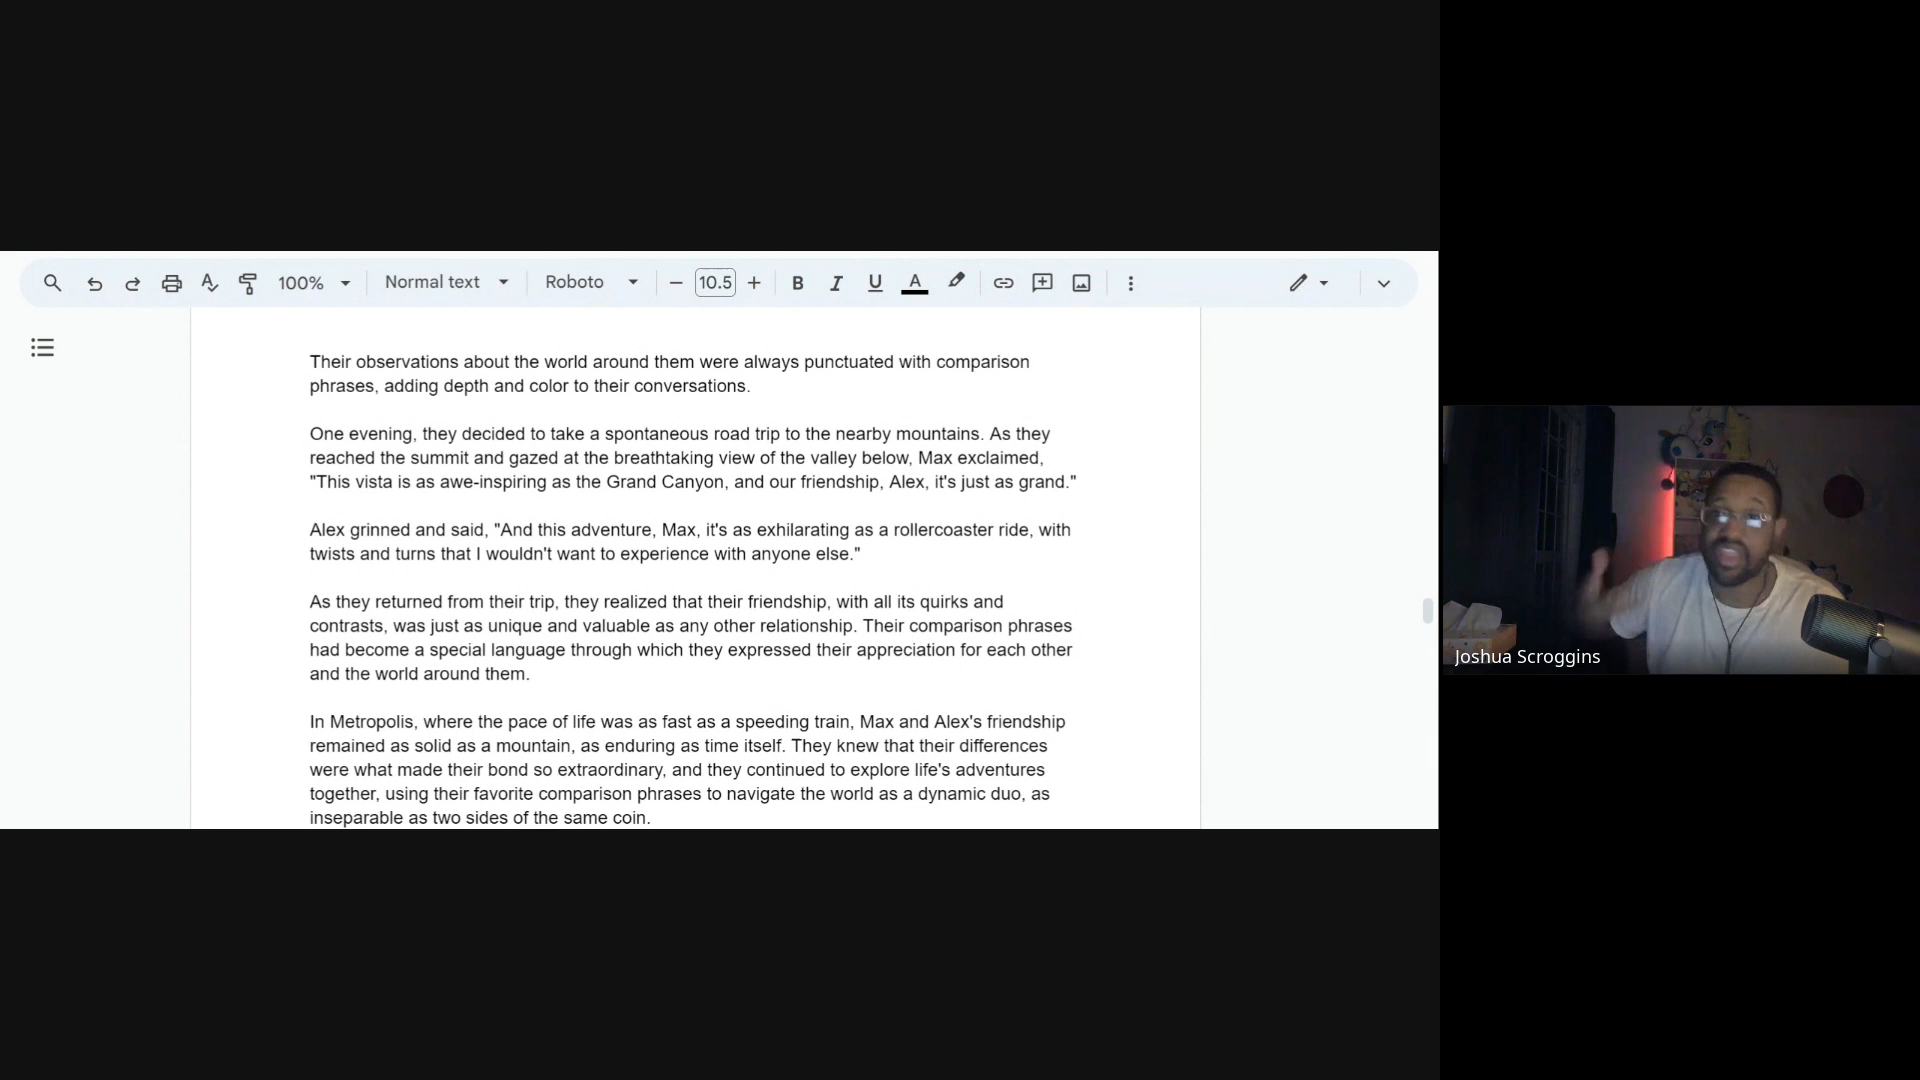 100%
Normal text
Roboto
10.5
B
I
U
A
Their observations about the world around them were always punctuated with comparison
phrases, adding depth and color to their conversations.
One evening, they decided to take a spontaneous road trip to the nearby mountains. As they
reached the summit and gazed at the breathtaking view of the valley below, Max exclaimed,
"This vista is as awe-inspiring as the Grand Canyon, and our friendship, Alex, it's just as grand."
Alex grinned and said, "And this adventure, Max, it's as exhilarating as a rollercoaster ride, with
twists and turns that I wouldn't want to experience with anyone else."
As they returned from their trip, they realized that their friendship, with all its quirks and
contrasts, was just as unique and valuable as any other relationship. Their comparison phrases
had become a special language through which they expressed their appreciation for each other
and the world around them.
In Metropolis, where the pace of life was as fast as a speeding train, Max and Alex's friendship
remained as solid as a mountain, as enduring as time itself. They knew that their differences
were what made their bond so extraordinary, and they continued to explore life's adventures
together, using their favorite comparison phrases to navigate the world as a dynamic duo, as
inseparable as two sides of the same coin.
Joshua Scroggins